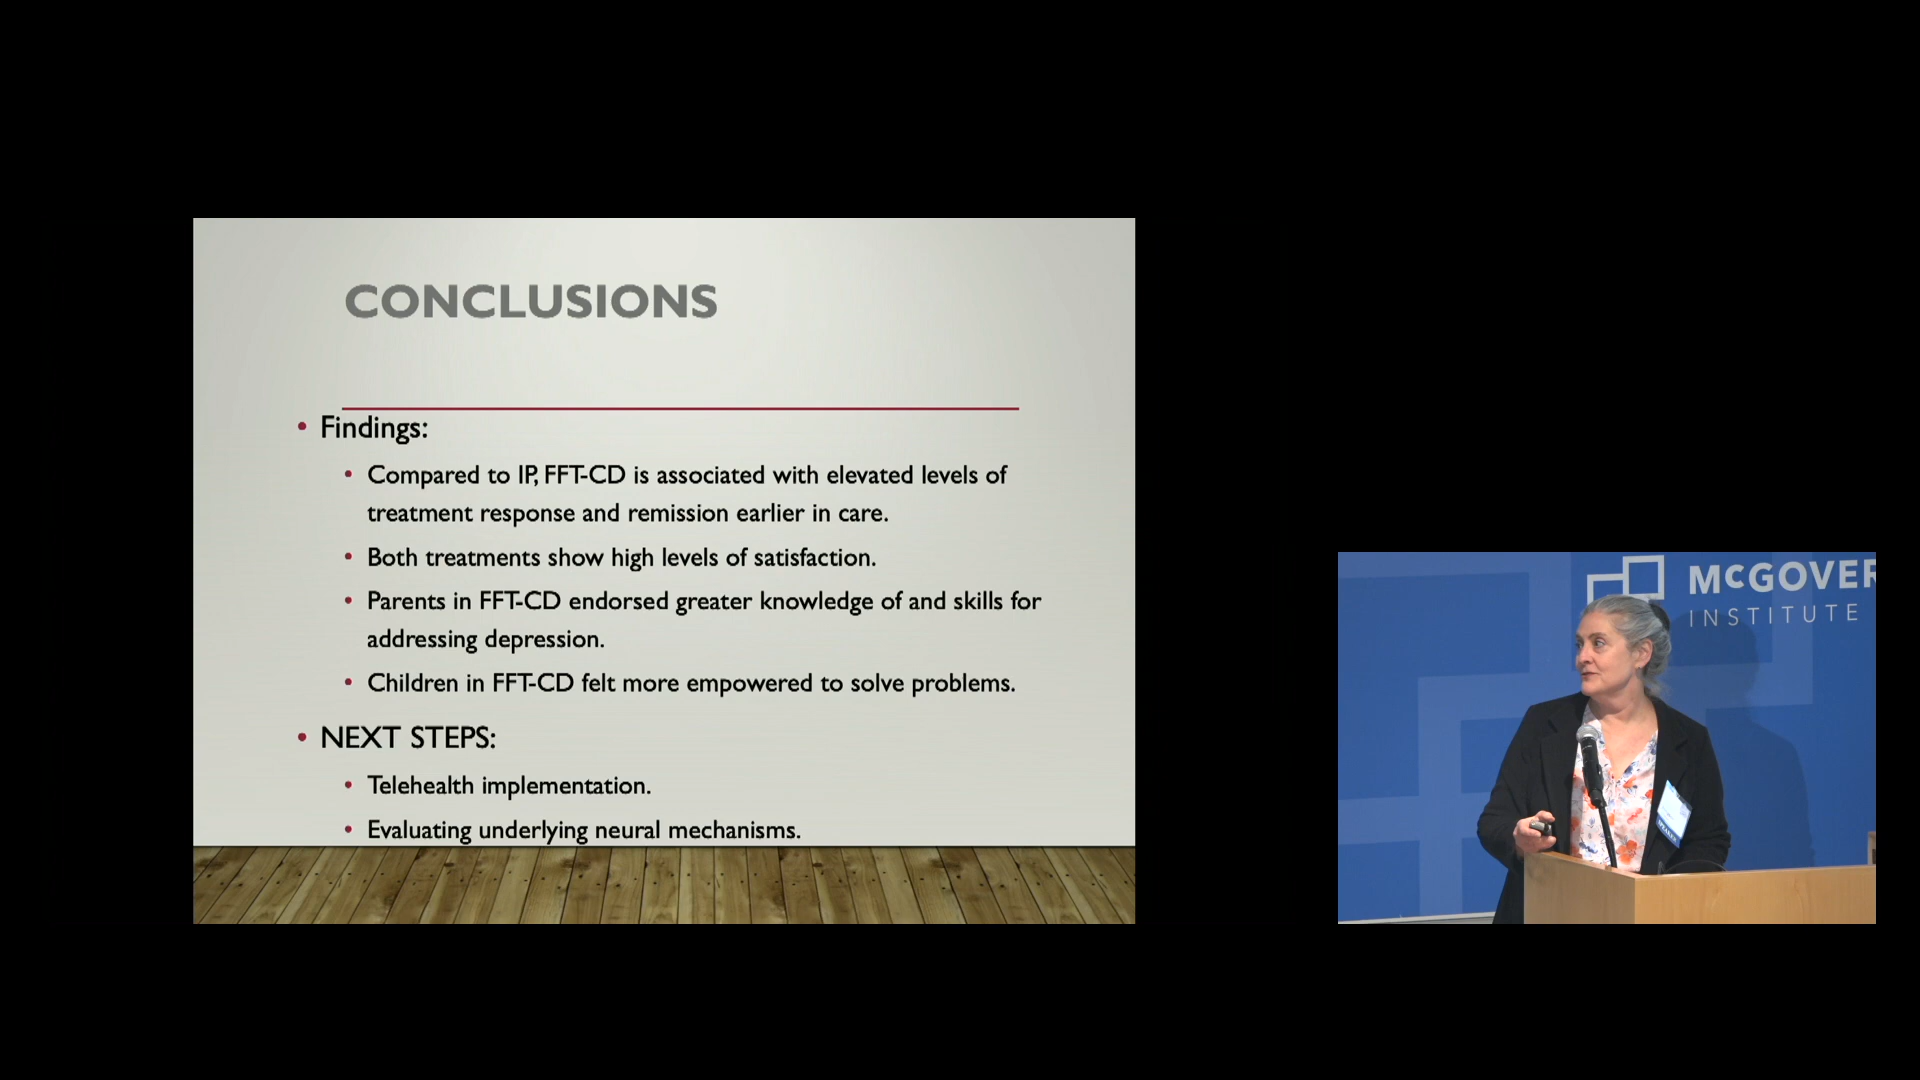 CONCLUSIONS
• Findings:
• Compared to IP, FFT-CD is associated with elevated levels of
treatment response and remission earlier in care.
• Both treatments show high levels of satisfaction.
• Parents in FFT-CD endorsed greater knowledge of and skills for
addressing depression.
• Children in FFT-CD felt more empowered to solve problems.
• NEXT STEPS:
• Telehealth implementation.
• Evaluating underlying neural mechanisms.
MCGOVER
INSTITUTE
SPEAKER